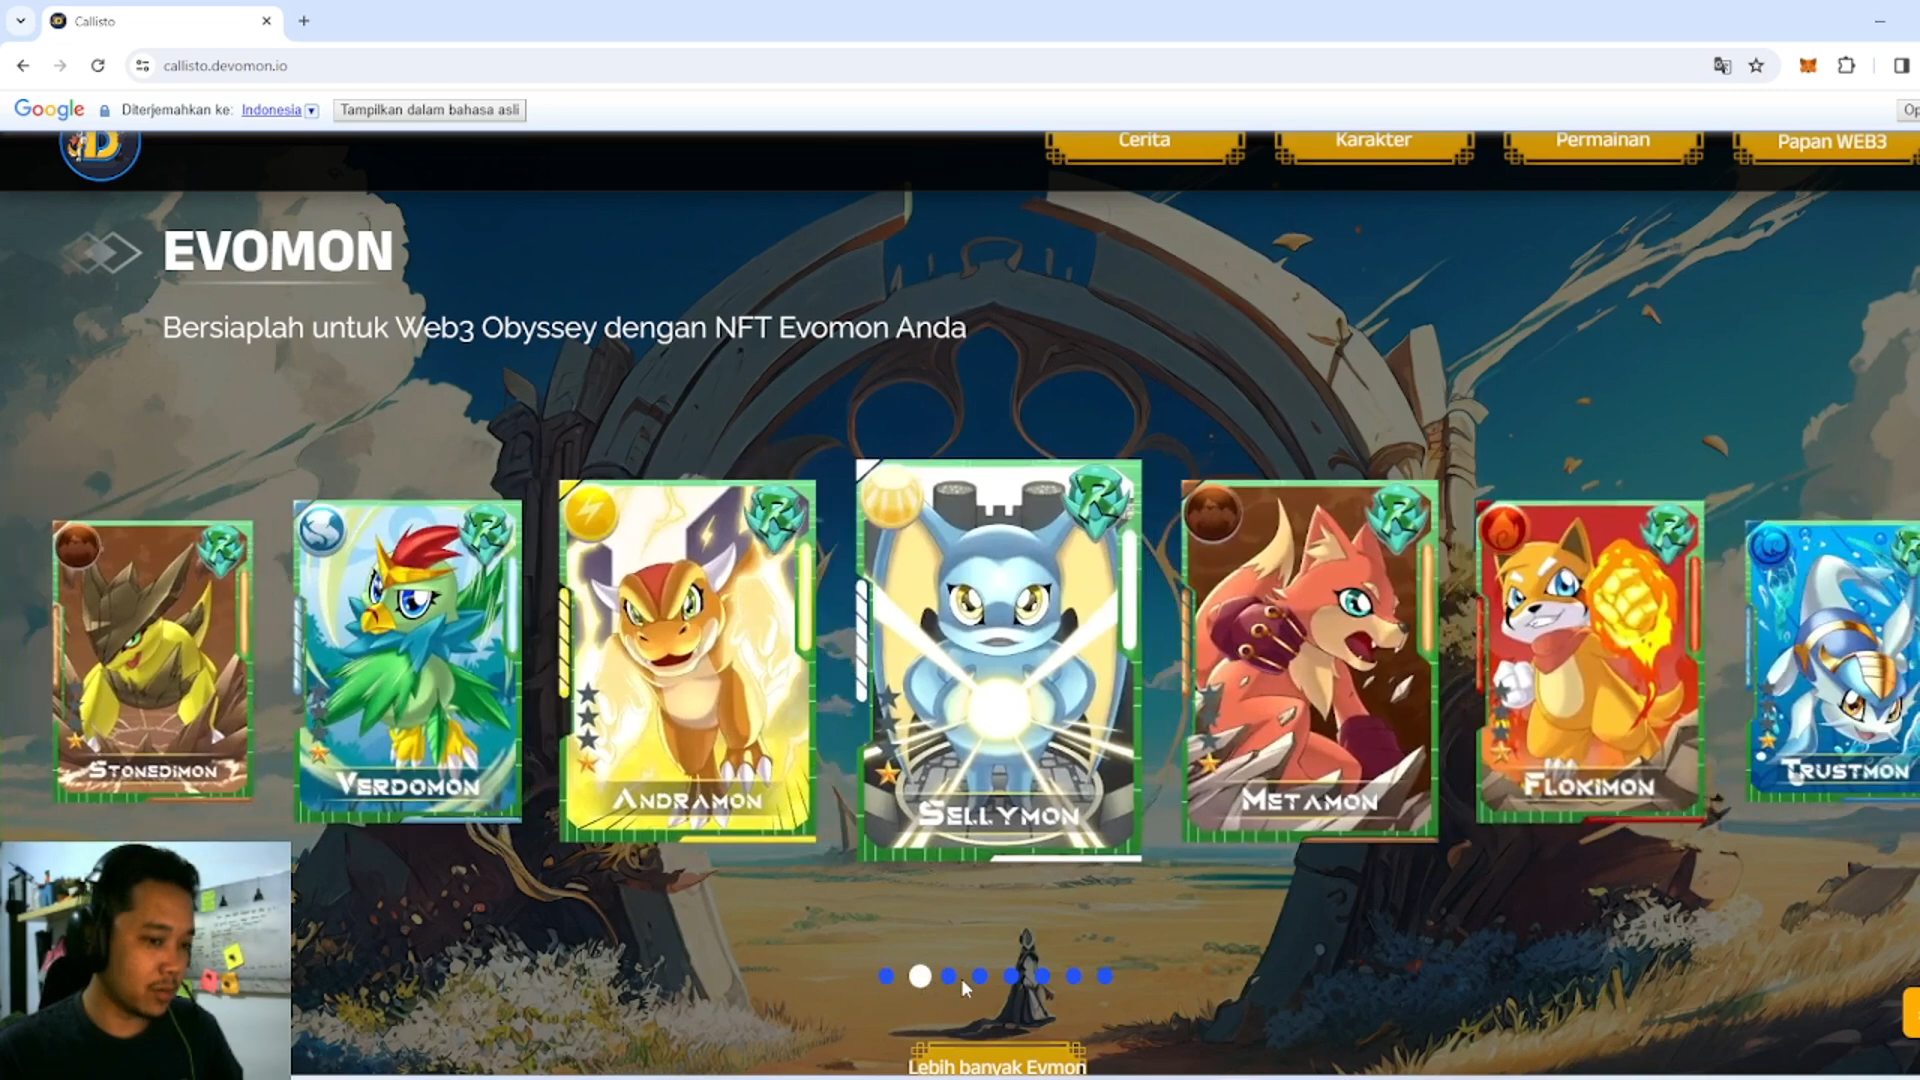 Callisto
callisto.devomon.io
Google Diterjemahkan ke: Indonesia Tampilkan dalam bahasa asli
Cerita Karakter Permainan Papan WEB3
EVOMON
Bersiaplah untuk Web3 Obyssey dengan NFT Evomon Anda
STONEDIMON
VERDOMON
ANDRAMON
SELLYMON
METAMON
FLOKIMON
TRUSTMON
Lebih banyak Evmon